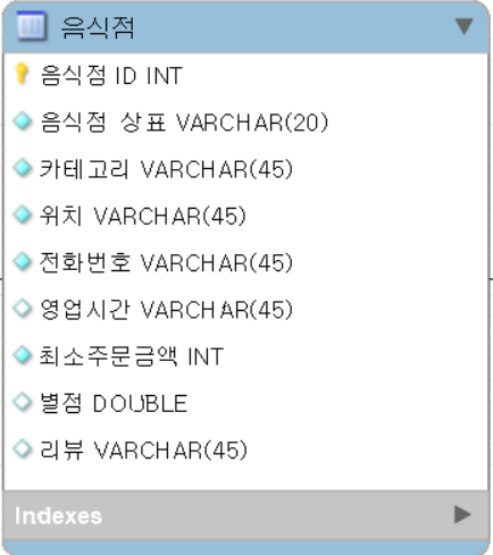 음식점
음식점 ID INT
음식점 상표 VARCHAR(20)
카테고리 VARCHAR(45)
위치 VARCHAR(45)
전화번호 VARCHAR(45)
영업시간 VARCHAR(45)
최소주문금액 INT
별점 DOUBLE
리뷰 VARCHAR(45)
Indexes